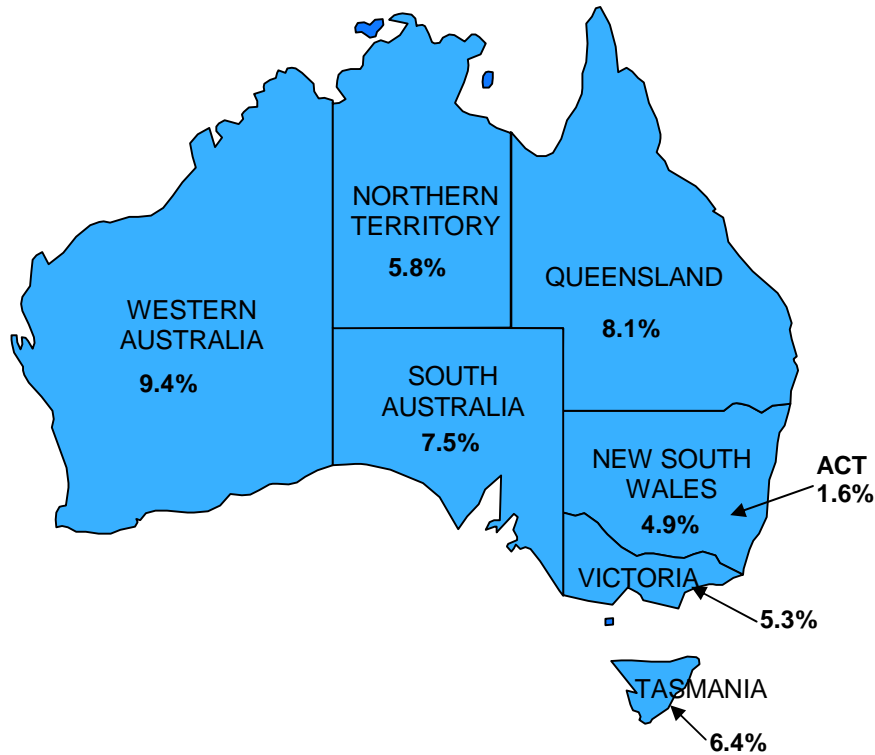 NORTHERN
TERRITORY
5.8%
QUEENSLAND
8.1%
WESTERN
AUSTRALIA
9.4%
SOUTH
AUSTRALIA
7.5%
NEW SOUTH
WALES
4.9%
ACT
1.6%
VICTORIA
5.3%
TASMANIA
6.4%